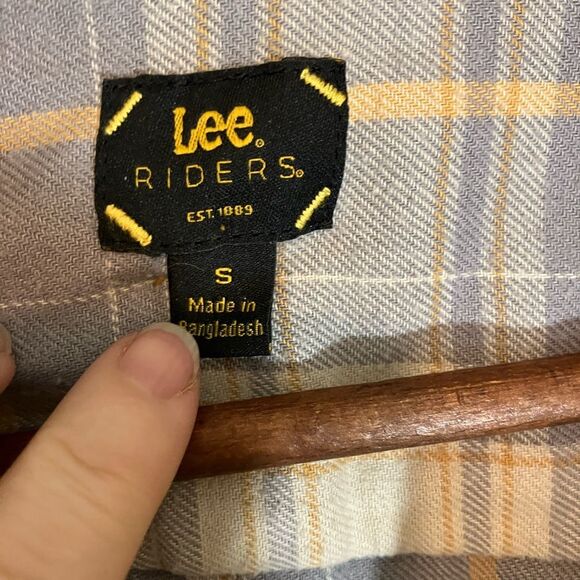 Lee®
RIDERS®
EST. 1889
S
Made in
Bangladesh